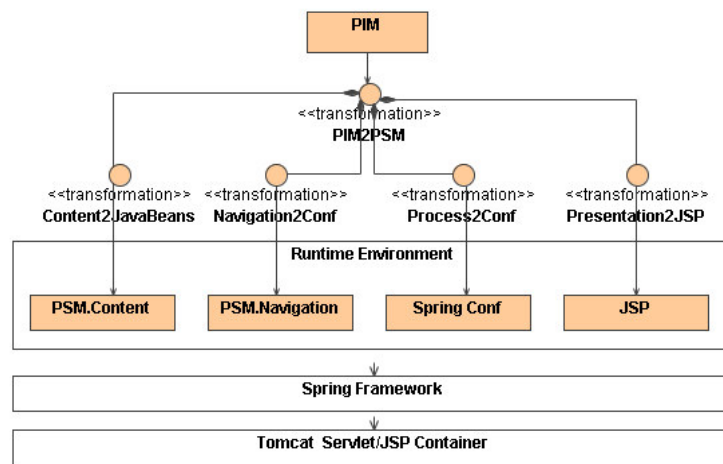 PIM
<<transformation>>
PIM2PSM
<<transformation>> <<transformation>> <<transformation>> <<transformation>>
Content2JavaBeans Navigation2Conf Process2Conf Presentation2JSP
Runtime Environment
PSM.Content PSM.Navigation Spring Conf JSP
Spring Framework
Tomcat Servlet/JSP Container